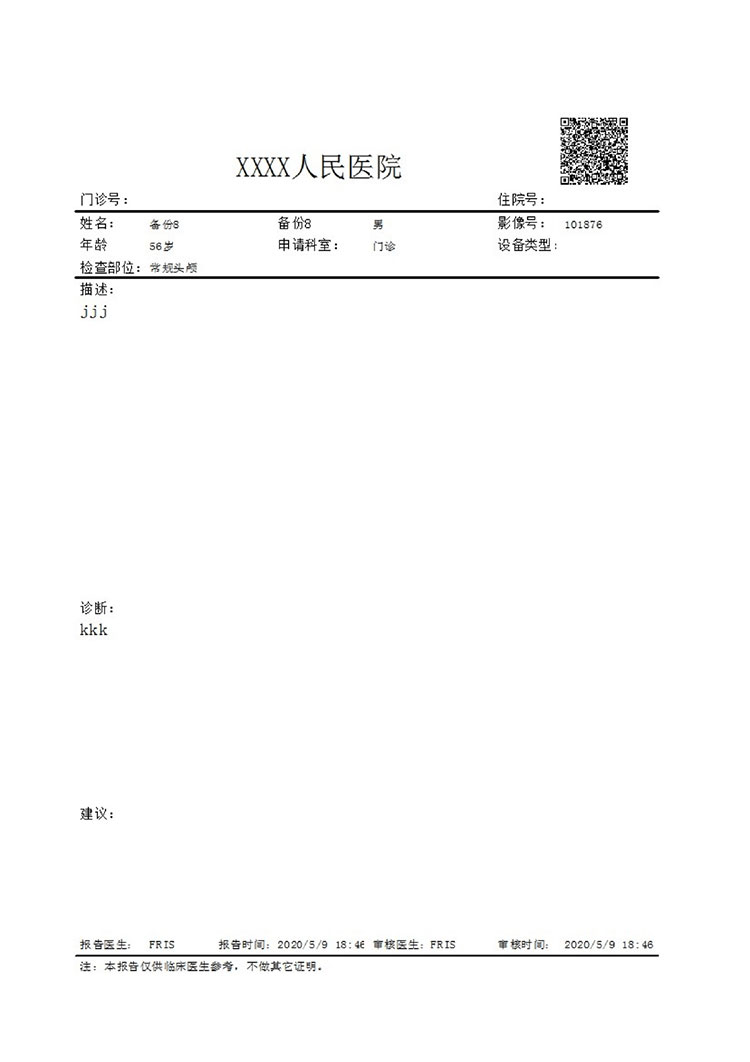 XXXX人民医院
门诊号： 住院号：
姓名： 备份8 备份8 男 影像号： 101876
年龄 56岁 申请科室： 门诊 设备类型：
检查部位： 常规头颅
描述：
jjj
诊断：
kkk
建议：
报告医生： FRIS 报告时间：2020/5/9 18:46 审核医生：FRIS 审核时间： 2020/5/9 18:46
注：本报告仅供临床医生参考，不做其它证明。